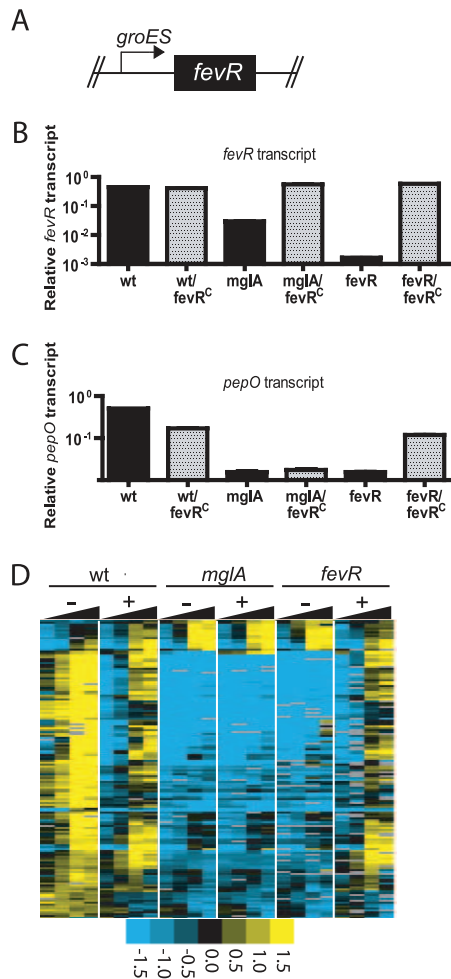 A
groES
fevR
B
fevR transcript
Relative fevR transcript
10^0
10^-1
10^-2
10^-3
wt
wt/
fevR^C
mglA
mglA/
fevR^C
fevR
fevR/
fevR^C
C
pepO transcript
Relative pepO transcript
10^0
10^-1
wt
wt/
fevR^C
mglA
mglA/
fevR^C
fevR
fevR/
fevR^C
D
wt mglA fevR
- + - + - +
-1.5 -1.0 -0.5 0.0 0.5 1.0 1.5